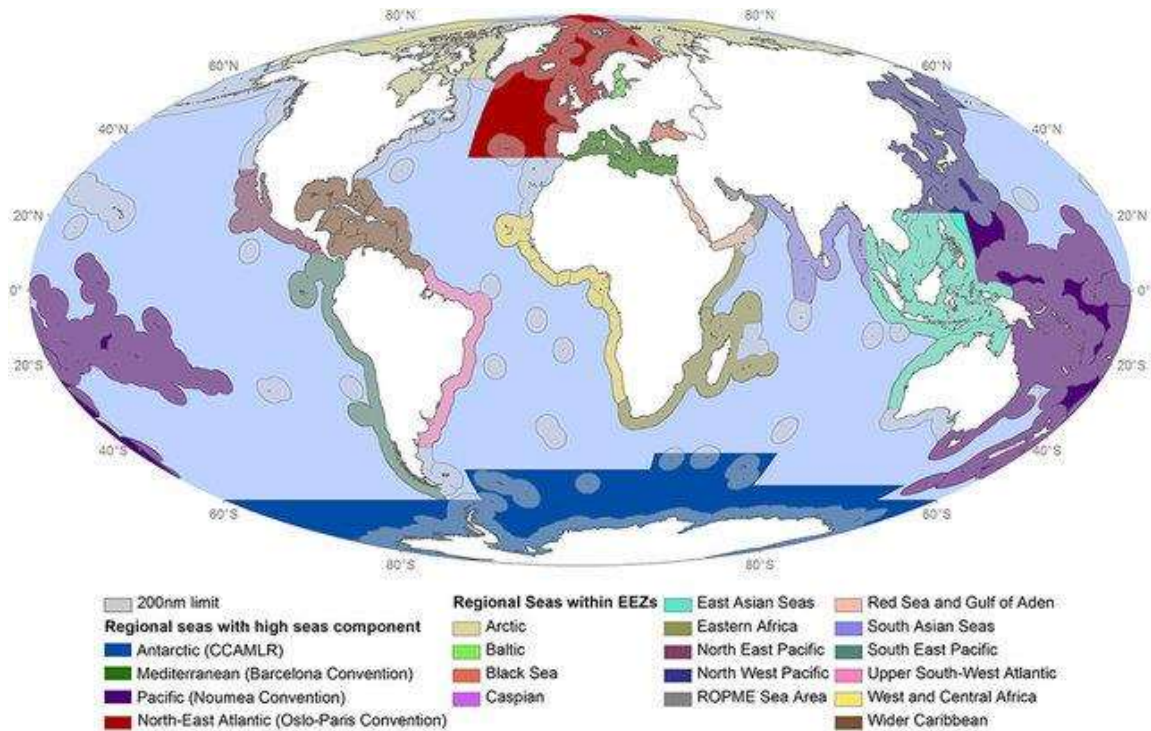 80°N 80°N
60°N 60°N
40°N 40°N
20°N 20°N
0° 0°
20°S 20°S
40°S 40°S
60°S 60°S
80°S 80°S
200nm limit
Regional seas with high seas component
Antarctic (CCAMLR)
Mediterranean (Barcelona Convention)
Pacific (Noumea Convention)
North-East Atlantic (Oslo-Paris Convention)
Regional Seas within EEZs
Arctic
Baltic
Black Sea
Caspian
East Asian Seas
Eastern Africa
North East Pacific
North West Pacific
ROPME Sea Area
Red Sea and Gulf of Aden
South Asian Seas
South East Pacific
Upper South-West Atlantic
West and Central Africa
Wider Caribbean